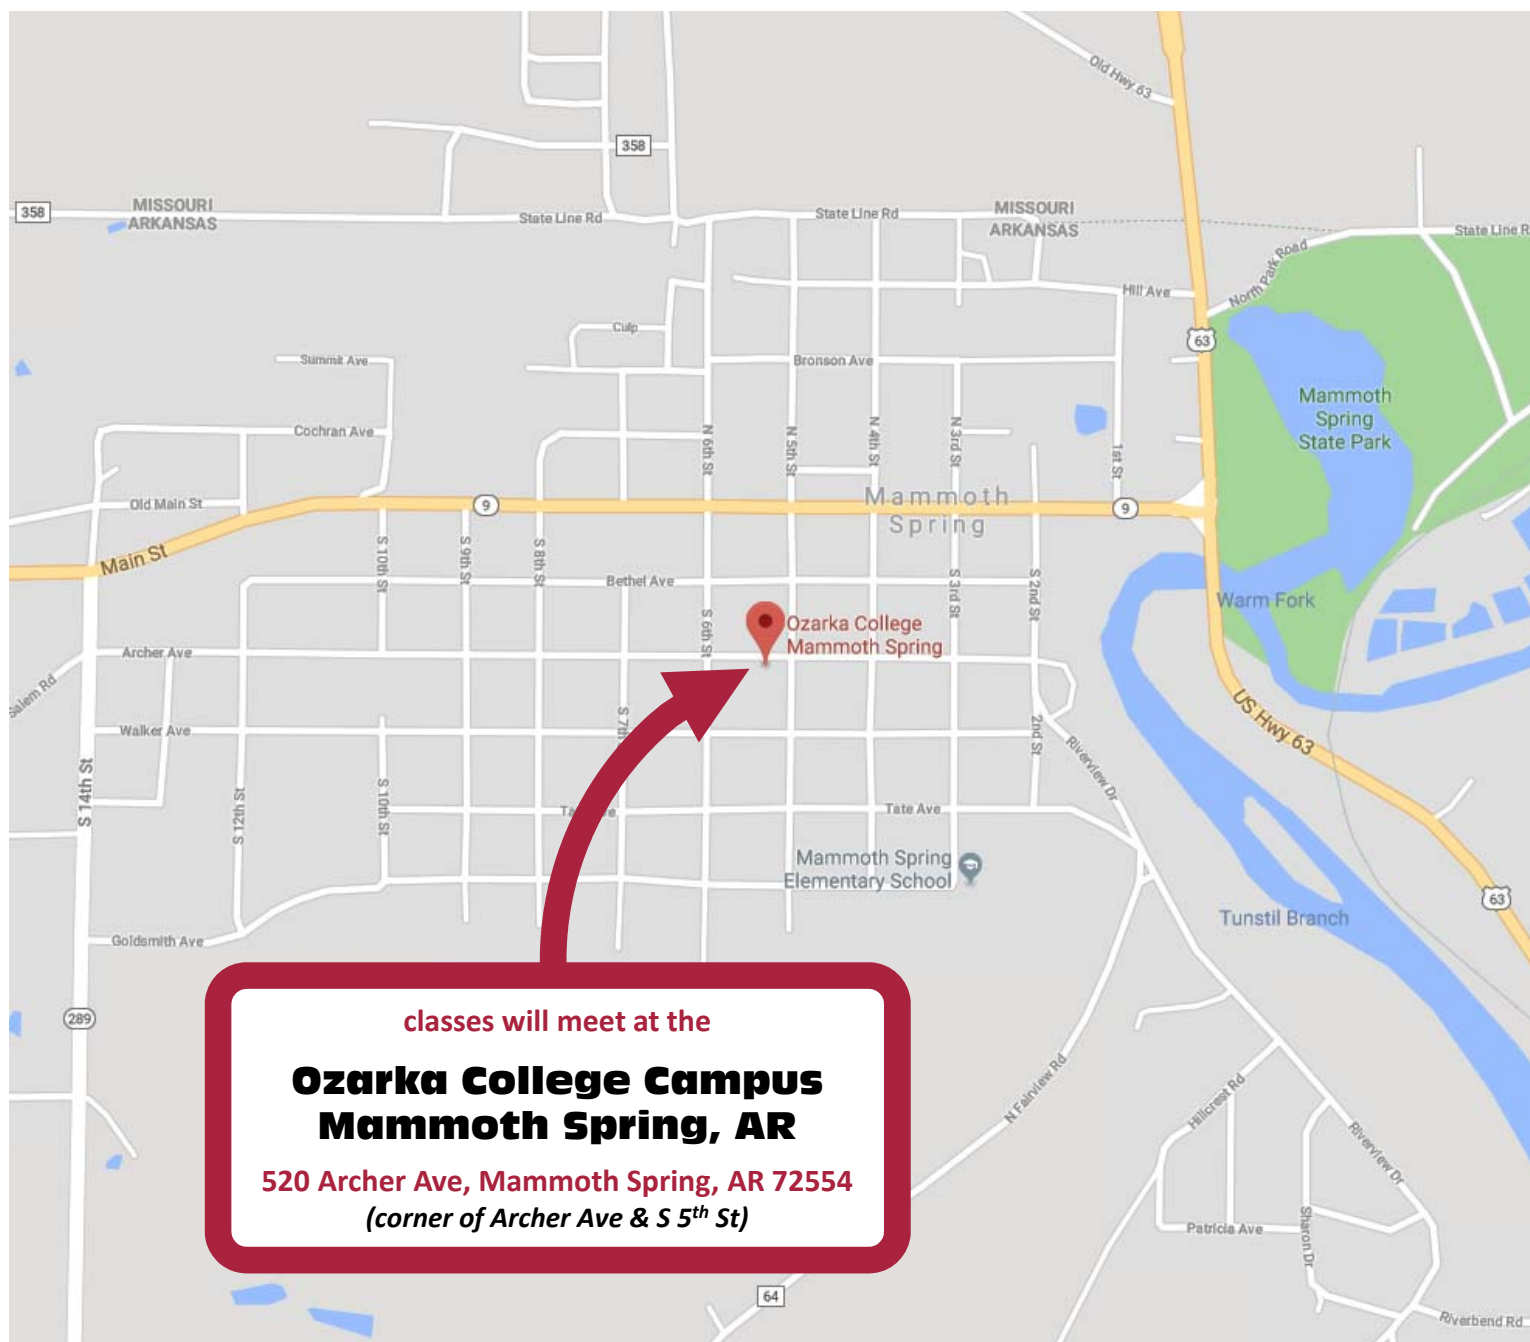 Old Hwy 63
358
358
MISSOURI
ARKANSAS
State Line Rd
State Line Rd
MISSOURI
ARKANSAS
State Line R
North Park Road
Hill Ave
63
Culp
Summit Ave
Bronson Ave
Mammoth
Spring
State Park
Cochran Ave
N 6th St
N 5th St
N 4th St
N 3rd St
1st St
Old Main St
9
Mammoth
Spring
9
Main St
S 10th St
S 9th St
S 8th St
Bethel Ave
S 3rd St
S 2nd St
Warm Fork
S 6th St
Ozarka College
Mammoth Spring
Archer Ave
Salem Rd
S 7th
Walker Ave
2nd St
Riverview Dr
US Hwy 63
S 14th St
S 12th St
S 10th St
Tate Ave
Mammoth Spring
Elementary School
63
Tunstil Branch
Goldsmith Ave
289
classes will meet at the
Ozarka College Campus
Mammoth Spring, AR
520 Archer Ave, Mammoth Spring, AR 72554
(corner of Archer Ave & S 5th St)
N Fairview Rd
Hillcrest Rd
Riverview Dr
Patricia Ave
Sharon Dr
64
Riverbend Rd